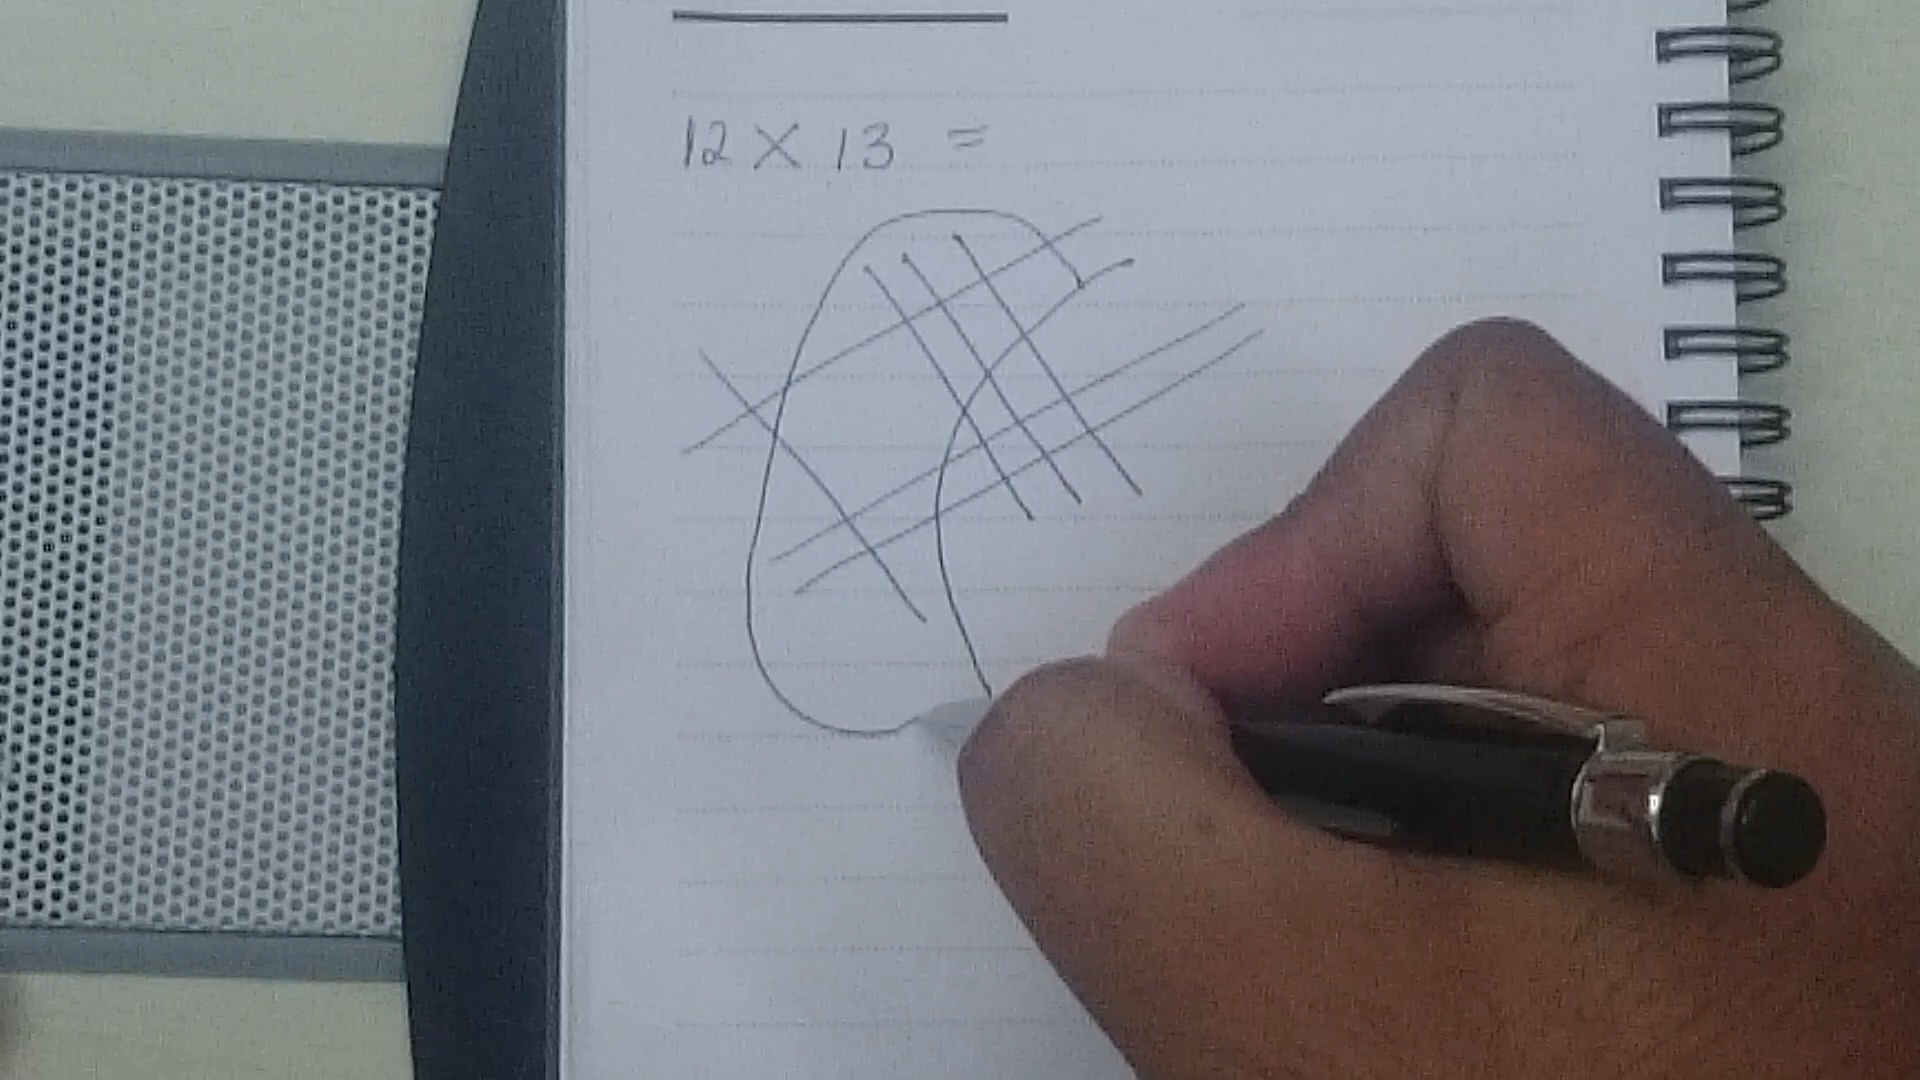 12 × 13 =